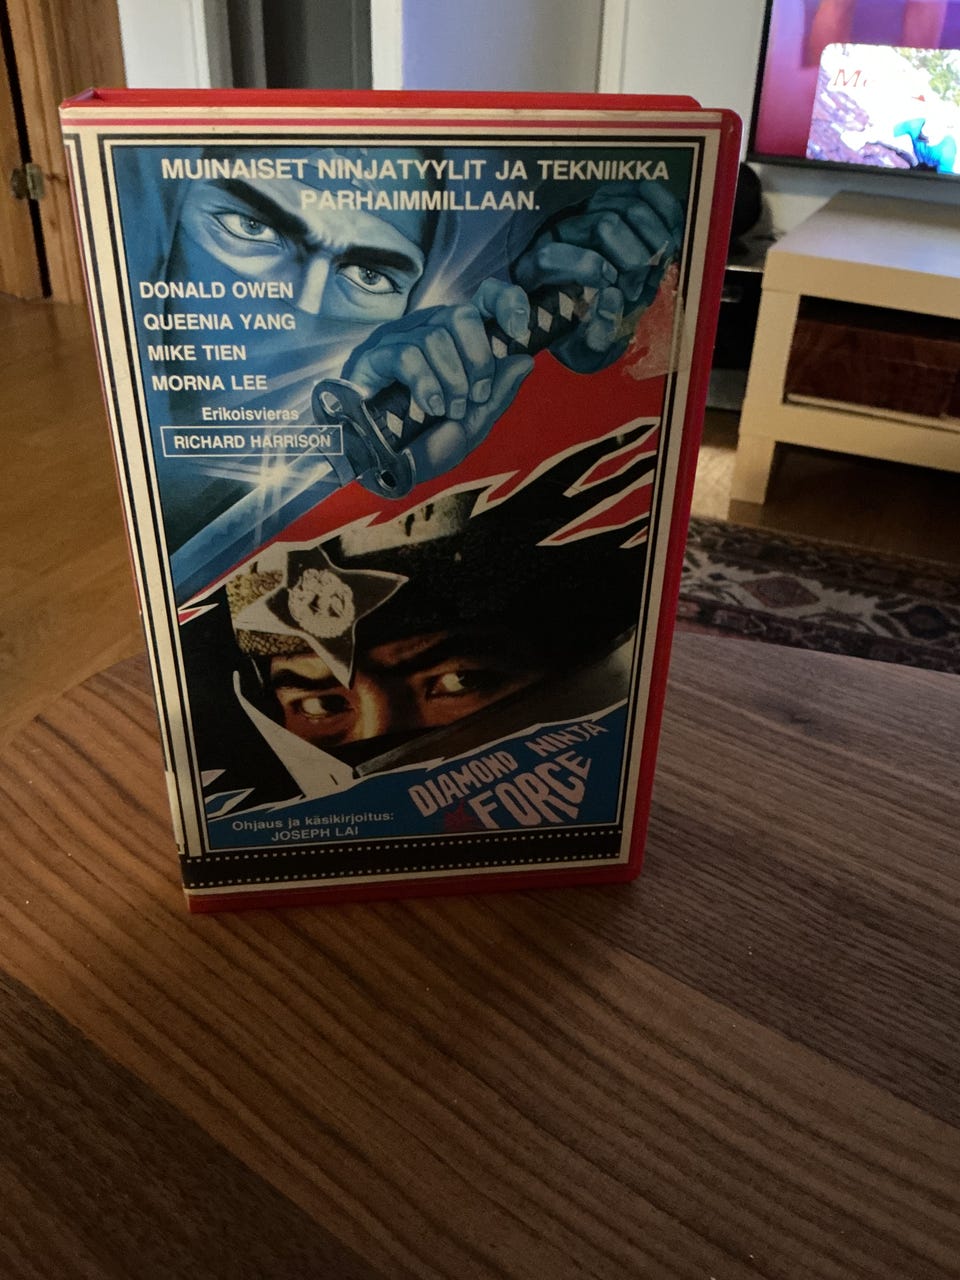 MUINAISET NINJATYYLIT JA TEKNIIKKA
PARHAIMMILLAAN.
DONALD OWEN
QUEENIA YANG
MIKE TIEN
MORNA LEE
Erikoisvieras
RICHARD HARRISON
DIAMOND NINJA
FORCE
Ohjaus ja käsikirjoitus:
JOSEPH LAI